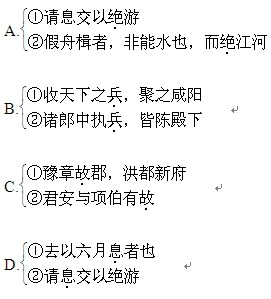 A.
①请息交以绝游
②假舟楫者，非能水也，而绝江河
B.
①收天下之兵，聚之咸阳
②诸郎中执兵，皆陈殿下
C.
①豫章故郡，洪都新府
②君安与项伯有故
D.
①去以六月息者也
②请息交以绝游